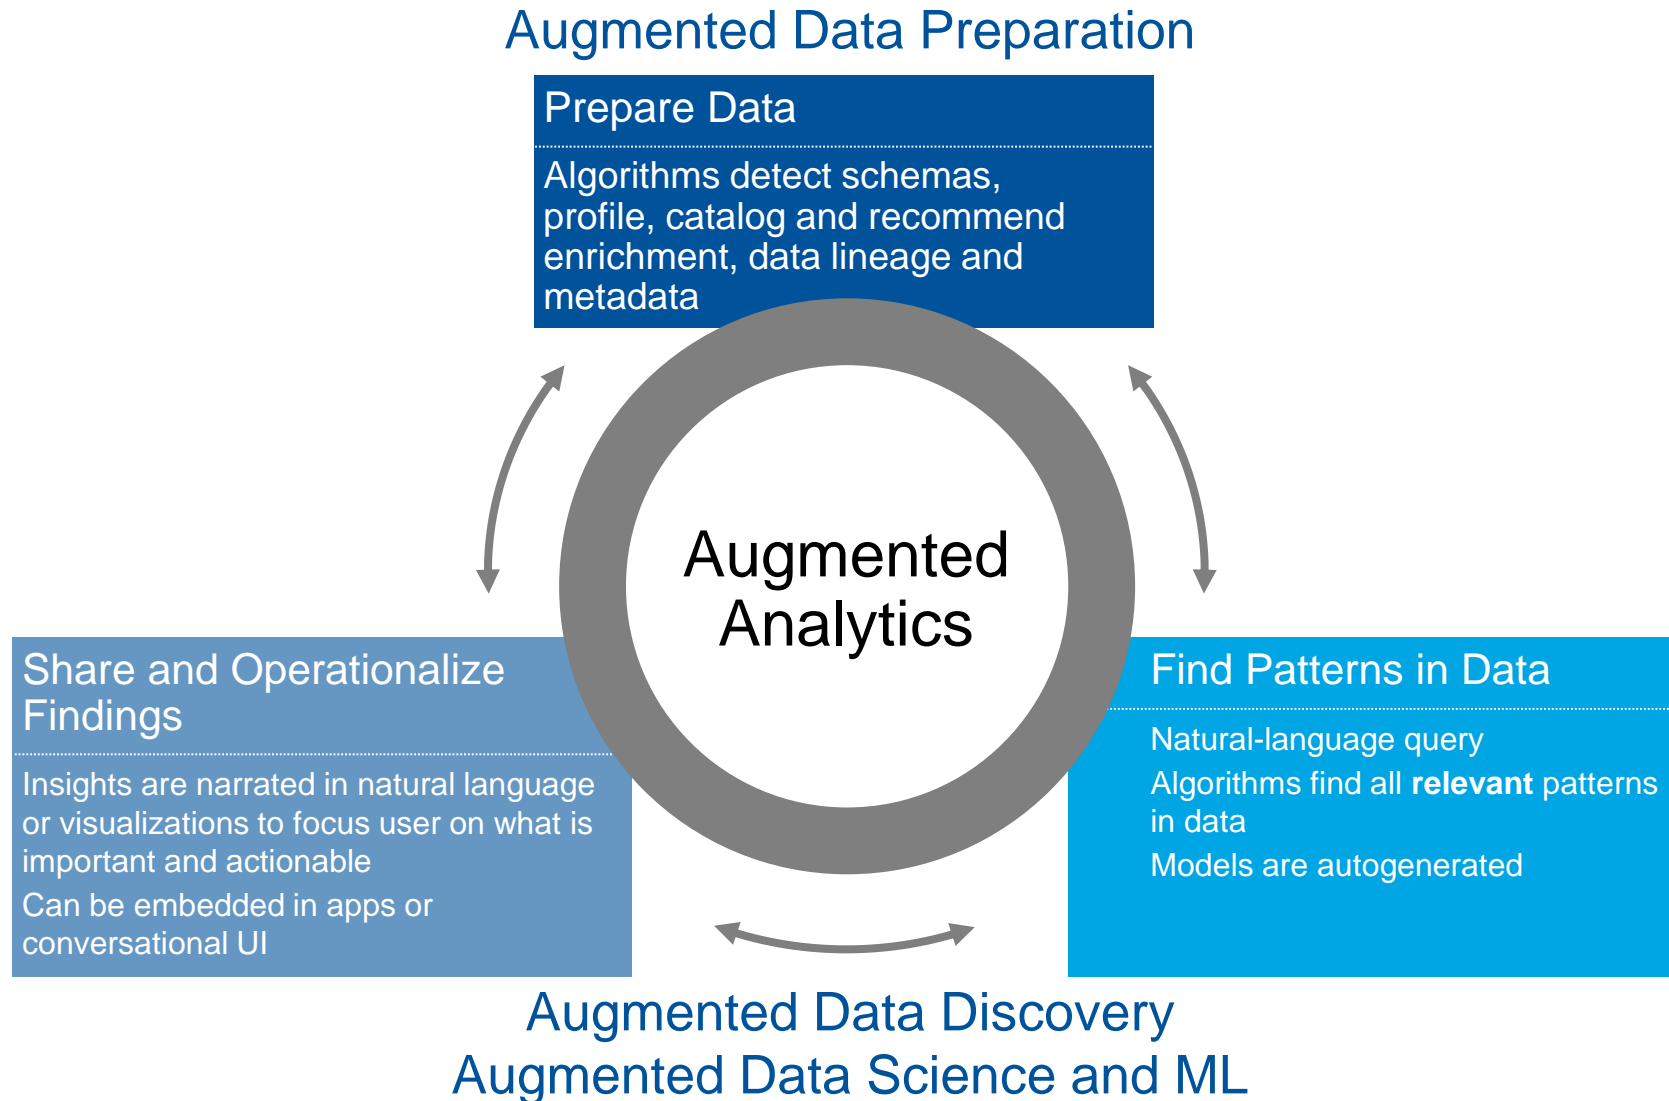 Augmented Data Preparation
Prepare Data
Algorithms detect schemas,
profile, catalog and recommend
enrichment, data lineage and
metadata
Augmented
Analytics
Share and Operationalize
Findings
Insights are narrated in natural language
or visualizations to focus user on what is
important and actionable
Can be embedded in apps or
conversational UI
Find Patterns in Data
Natural-language query
Algorithms find all relevant patterns
in data
Models are autogenerated
Augmented Data Discovery
Augmented Data Science and ML